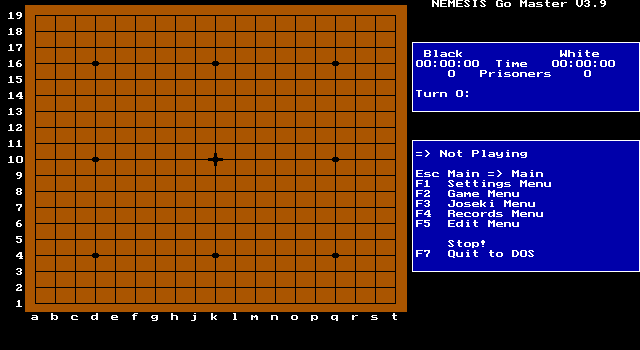 NEMESIS Go Master V3.9
19
18
17
16
15
14
13
12
11
10
9
8
7
6
5
4
3
2
1
a b c d e f g h j k l m n o p q r s t
Black White
00:00:00 Time 00:00:00
0 Prisoners 0
Turn 0:
=> Not Playing
Esc Main => Main
F1 Settings Menu
F2 Game Menu
F3 Joseki Menu
F4 Records Menu
F5 Edit Menu
Stop!
F7 Quit to DOS